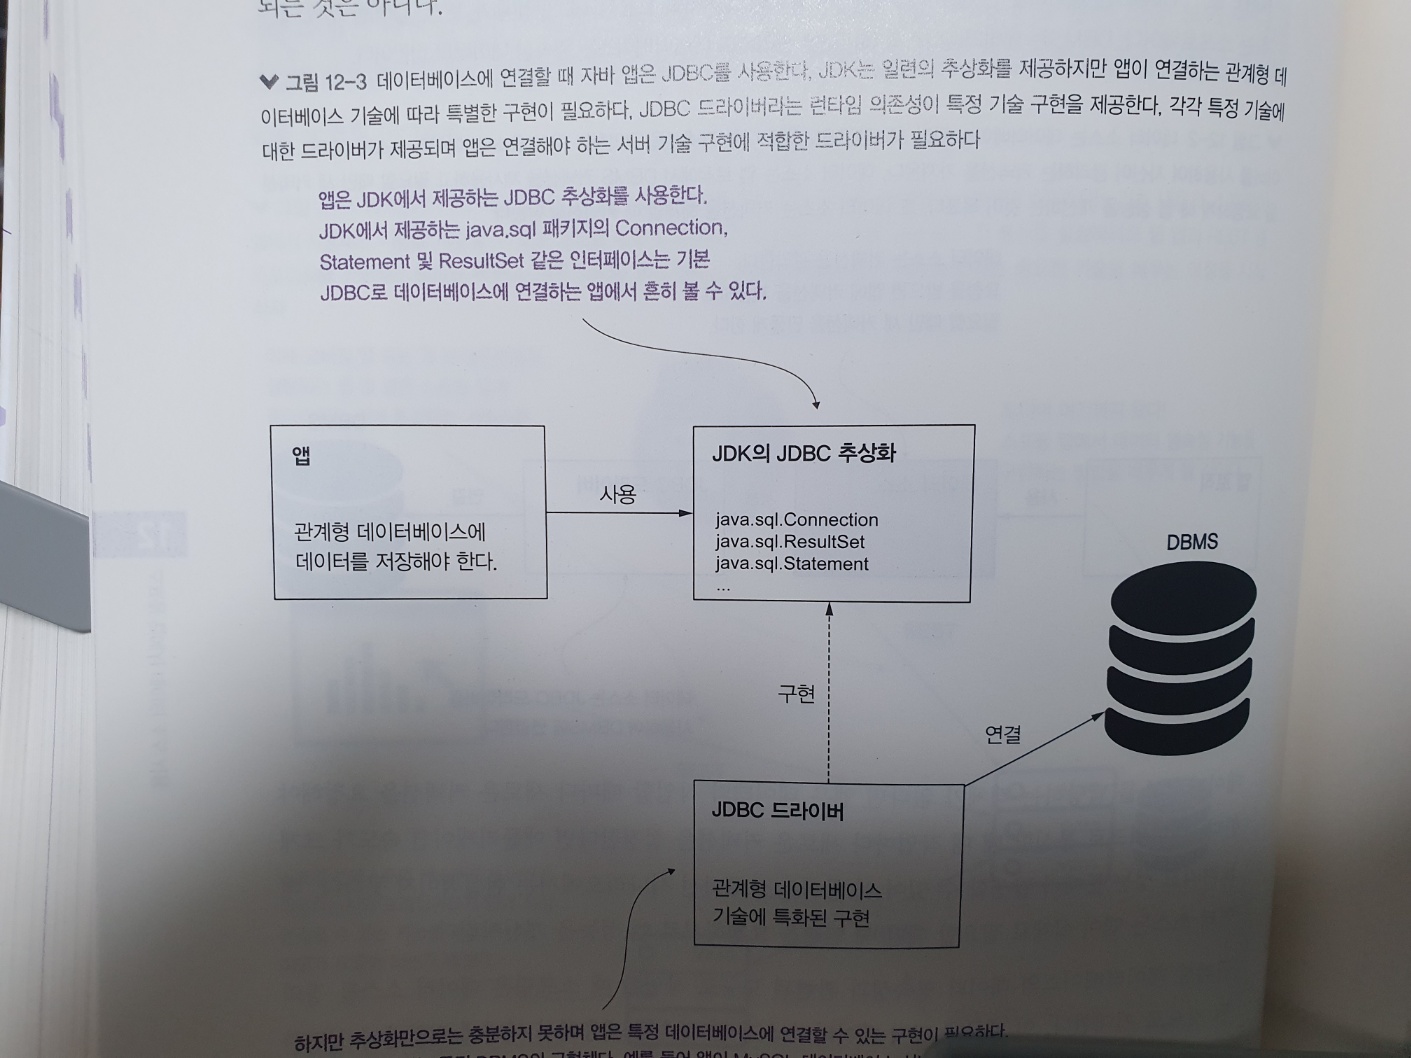 되는 것은 아니다.
그림 12-3 데이터베이스에 연결할 때 자바 앱은 JDBC를 사용한다, JDK는 일련의 추상화를 제공하지만 앱이 연결하는 관계형 데
이터베이스 기술에 따라 특별한 구현이 필요하다, JDBC 드라이버라는 런타임 의존성이 특정 기술 구현을 제공한다, 각각 특정 기술에
대한 드라이버가 제공되며 앱은 연결해야 하는 서버 기술 구현에 적합한 드라이버가 필요하다
앱은 JDK에서 제공하는 JDBC 추상화를 사용한다.
JDK에서 제공하는 java.sql 패키지의 Connection,
Statement 및 ResultSet 같은 인터페이스는 기본
JDBC로 데이터베이스에 연결하는 앱에서 흔히 볼 수 있다.
앱
관계형 데이터베이스에
데이터를 저장해야 한다.
사용
JDK의 JDBC 추상화
java.sql.Connection
java.sql.ResultSet
java.sql.Statement
...
DBMS
구현
연결
JDBC 드라이버
관계형 데이터베이스
기술에 특화된 구현
하지만 추상화만으로는 충분하지 못하며 앱은 특정 데이터베이스에 연결할 수 있는 구현이 필요하다.